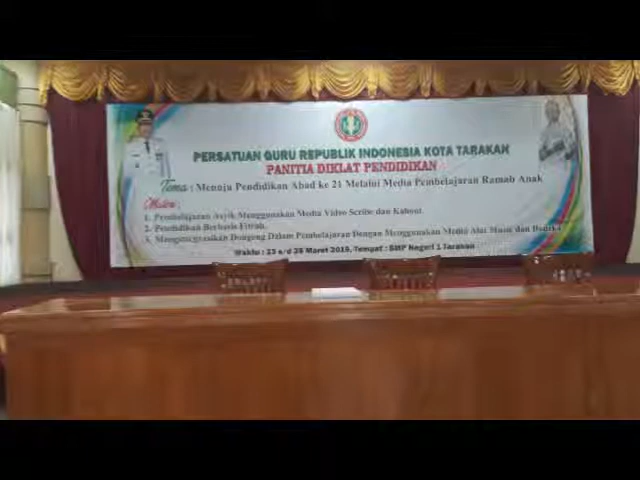 PERSATUAN GURU REPUBLIK INDONESIA KOTA TARAKAN
PANITIA DIKLAT PENDIDIKAN
Tema : Menuju Pendidikan Abad ke 21 Melalui Media Pembelajaran Ramah Anak
Materi :
1. Pembelajaran Asyik Menggunakan Media Video Scribe dan Kahoot.
2. Pendidikan Berbasis Fitrah.
3. Mengintegrasikan Dongeng Dalam Pembelajaran Dengan Menggunakan Media Alat Musik dan Boneka
Waktu : 23 s/d 25 Maret 2019, Tempat : SMP Negeri 1 Tarakan